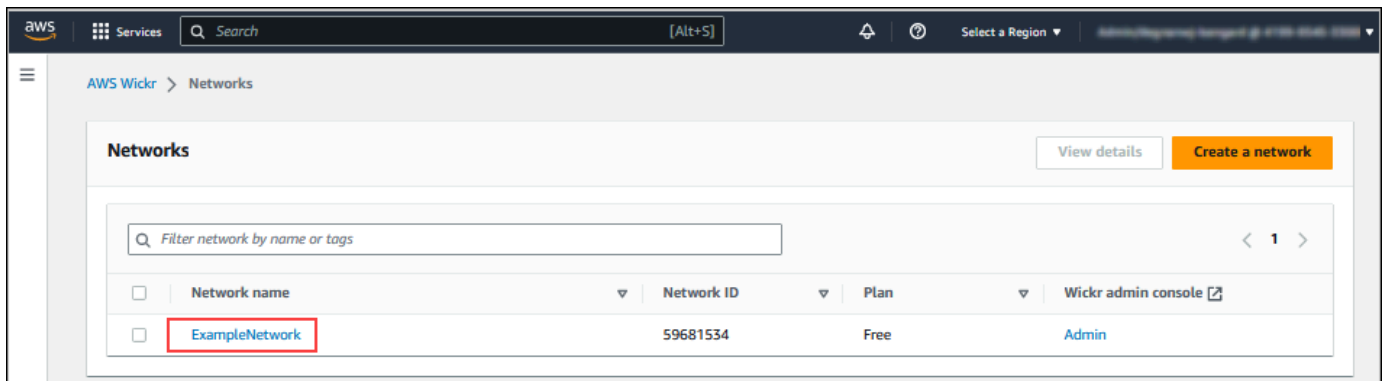 aws Services Search [Alt+S] Select a Region
AWS Wickr > Networks
Networks View details Create a network
Filter network by name or tags < 1 >
Network name Network ID Plan Wickr admin console
ExampleNetwork 59681534 Free Admin